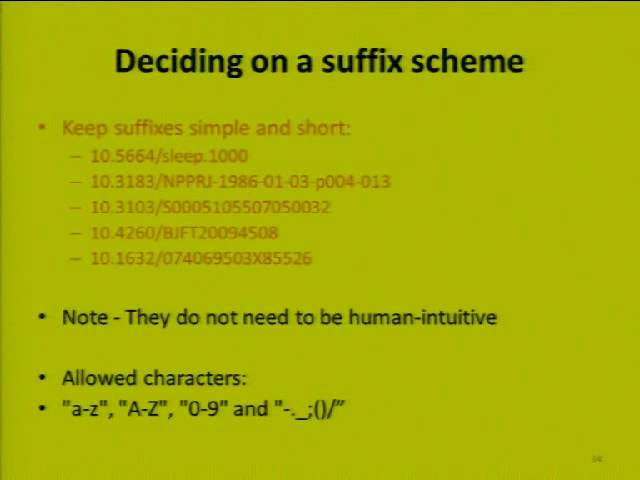 Deciding on a suffix scheme
• Keep suffixes simple and short:
– 10.5664/sleep.1000
– 10.3183/NPPRJ-1986-01-03-p004-013
– 10.3103/S0005105507050032
– 10.4260/BJFT20094508
– 10.1632/074069503X85526
• Note - They do not need to be human-intuitive
• Allowed characters:
• "a-z", "A-Z", "0-9" and "-._;()/”